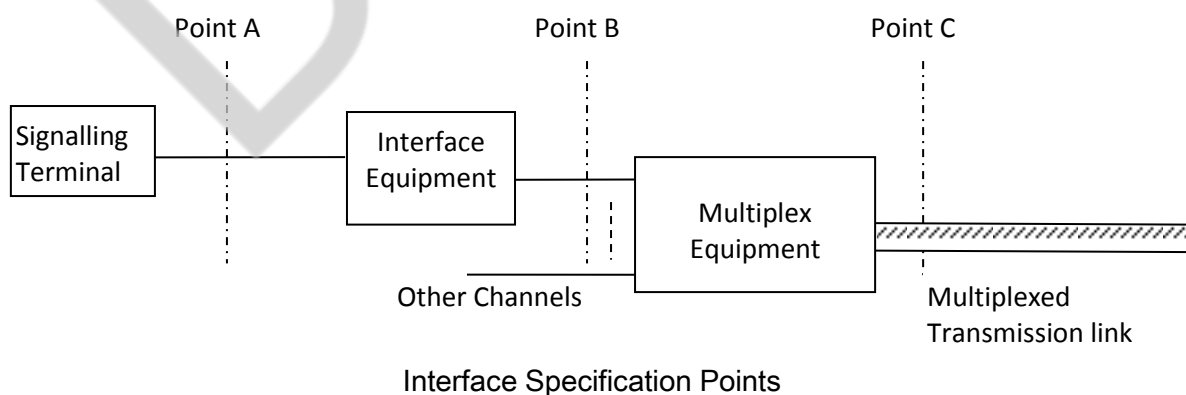 Point A
Point B
Point C
Signalling
Terminal
Interface
Equipment
Multiplex
Equipment
Other Channels
Multiplexed
Transmission link
Interface Specification Points